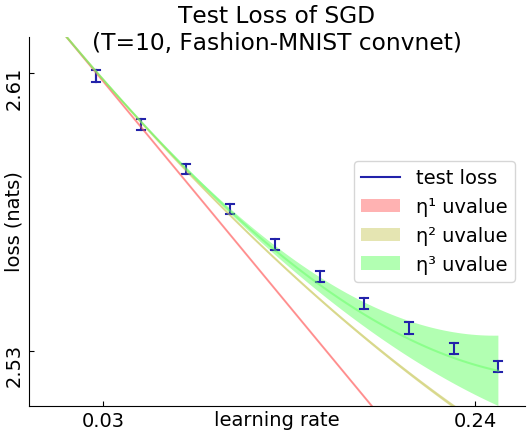 Test Loss of SGD
(T=10, Fashion-MNIST convnet)
loss (nats)
2.61
2.53
test loss
η¹ uvalue
η² uvalue
η³ uvalue
0.03
learning rate
0.24